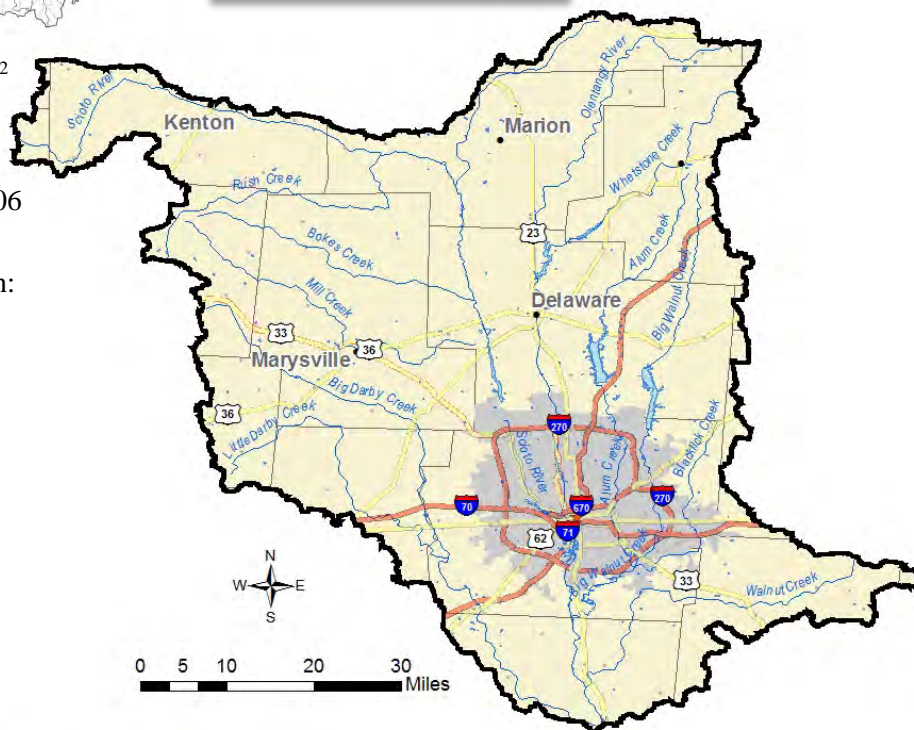 2
06
n:
Scioto River
Kenton
Marion
Olentangy River
Whetstone Creek
Rush Creek
Bokes Creek
23
Alum Creek
Big Walnut Creek
Mill Creek
Delaware
33
36
Marysville
Big Darby Creek
36
Little Darby Creek
270
Scioto River
Alum Creek
Blacklick Creek
70
670
270
71
62
Big Walnut Creek
33
Walnut Creek
N
W E
S
0 5 10 20 30
Miles